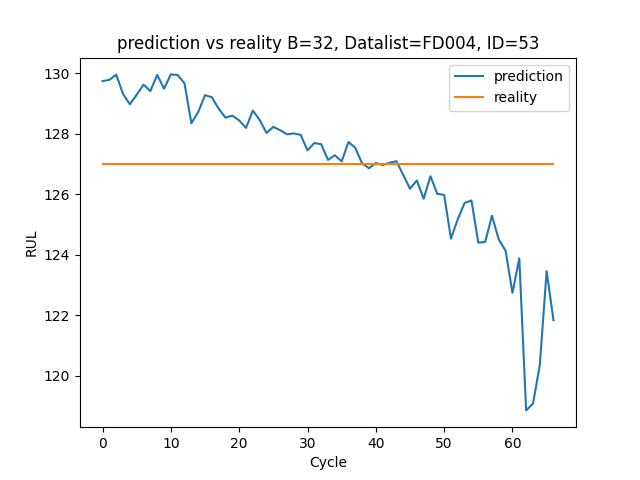 prediction vs reality B=32, Datalist=FD004, ID=53
prediction
reality
RUL
130
128
126
124
122
120
0 10 20 30 40 50 60
Cycle